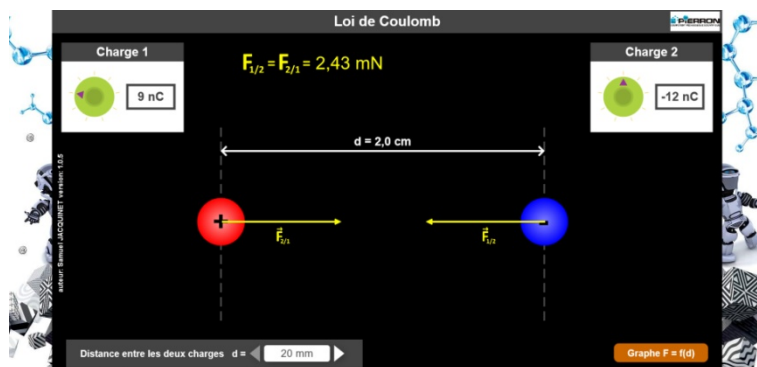 Loi de Coulomb
PIERRON
Charge 1
9 nC
F1/2 = F2/1 = 2,43 mN
Charge 2
-12 nC
d = 2,0 cm
+
-
F2/1
F1/2
auteur: Samuel JACQUINET version: 1.0.5
Distance entre les deux charges d = 20 mm
Graphe F = f(d)